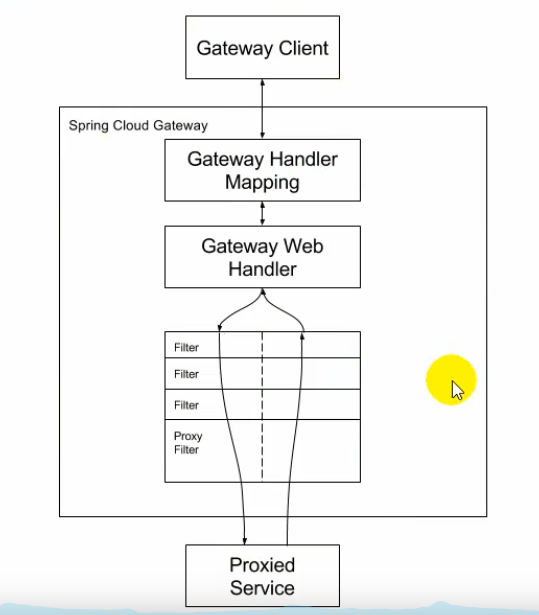 Gateway Client
Spring Cloud Gateway
Gateway Handler
Mapping
Gateway Web
Handler
Filter
Filter
Filter
Proxy
Filter
Proxied
Service